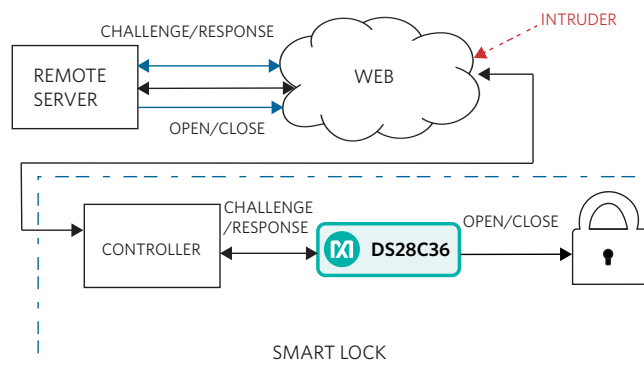 CHALLENGE/RESPONSE
INTRUDER
REMOTE
SERVER
WEB
OPEN/CLOSE
CHALLENGE
/RESPONSE
OPEN/CLOSE
CONTROLLER
DS28C36
SMART LOCK